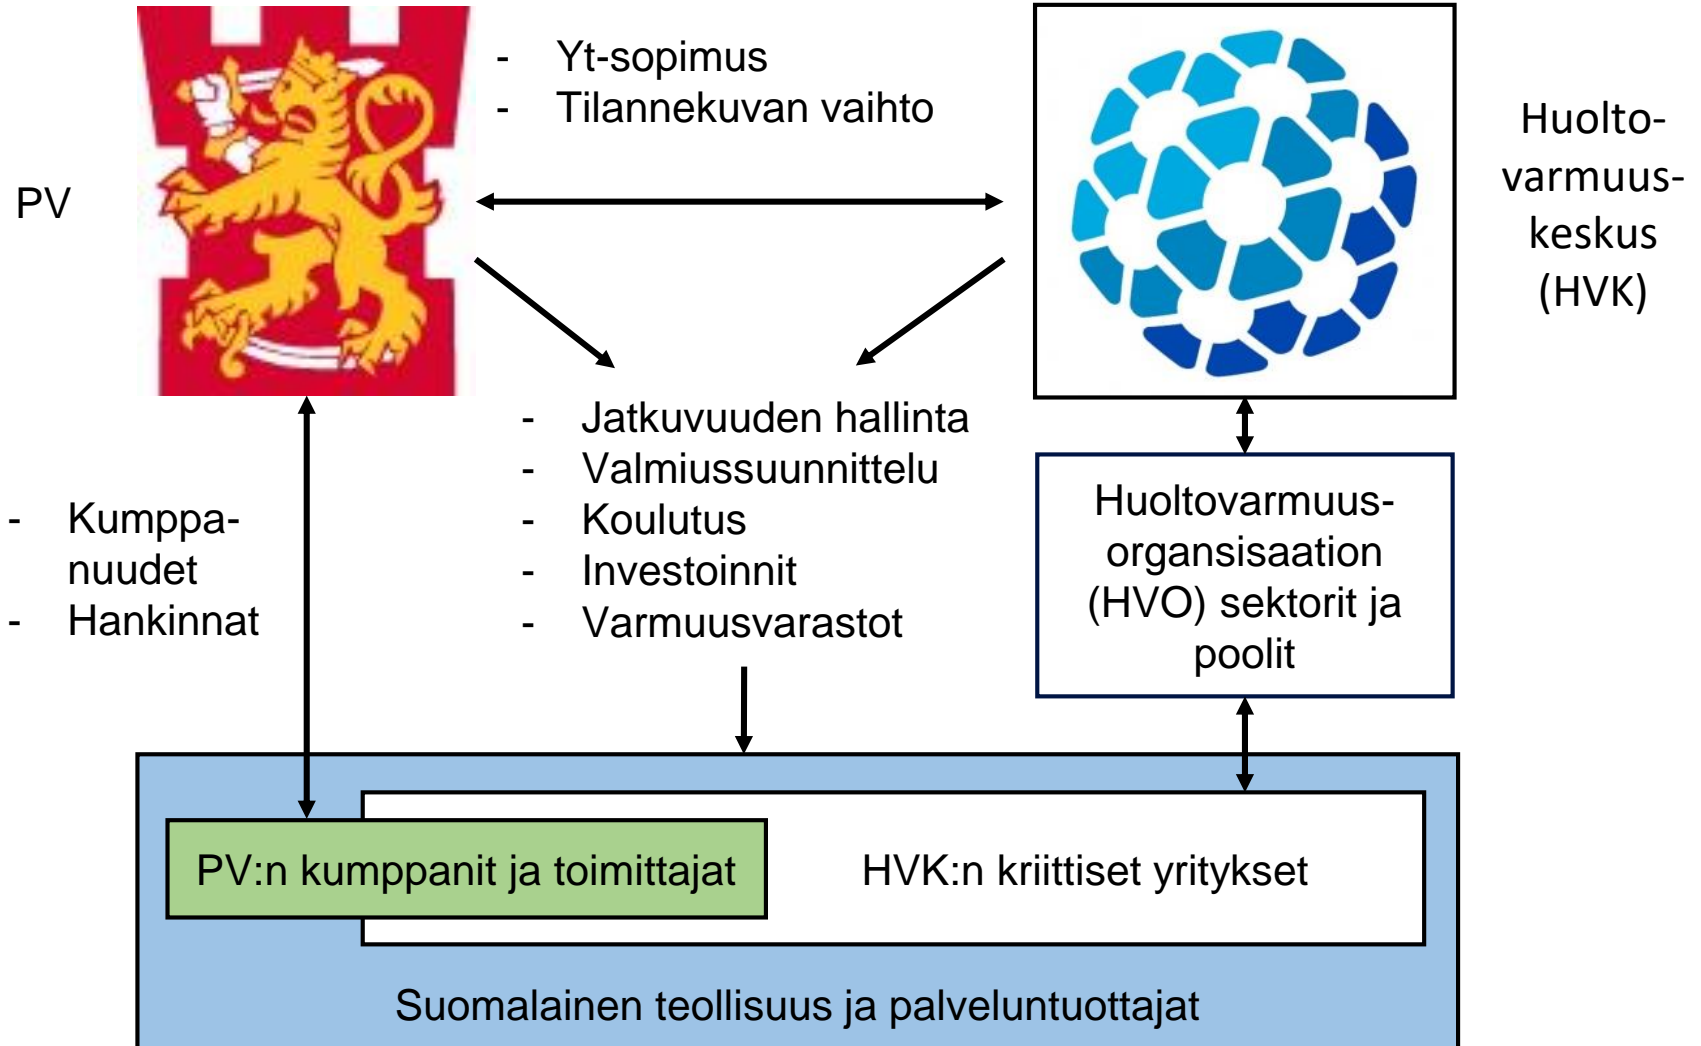 - Yt-sopimus
- Tilannekuvan vaihto
PV
Huolto-
varmuus-
keskus
(HVK)
- Jatkuvuuden hallinta
- Valmiussuunnittelu
- Koulutus
- Investoinnit
- Varmuusvarastot
- Kumppa-
nuudet
- Hankinnat
Huoltovarmuus-
organsisaation
(HVO) sektorit ja
poolit
PV:n kumppanit ja toimittajat
HVK:n kriittiset yritykset
Suomalainen teollisuus ja palveluntuottajat